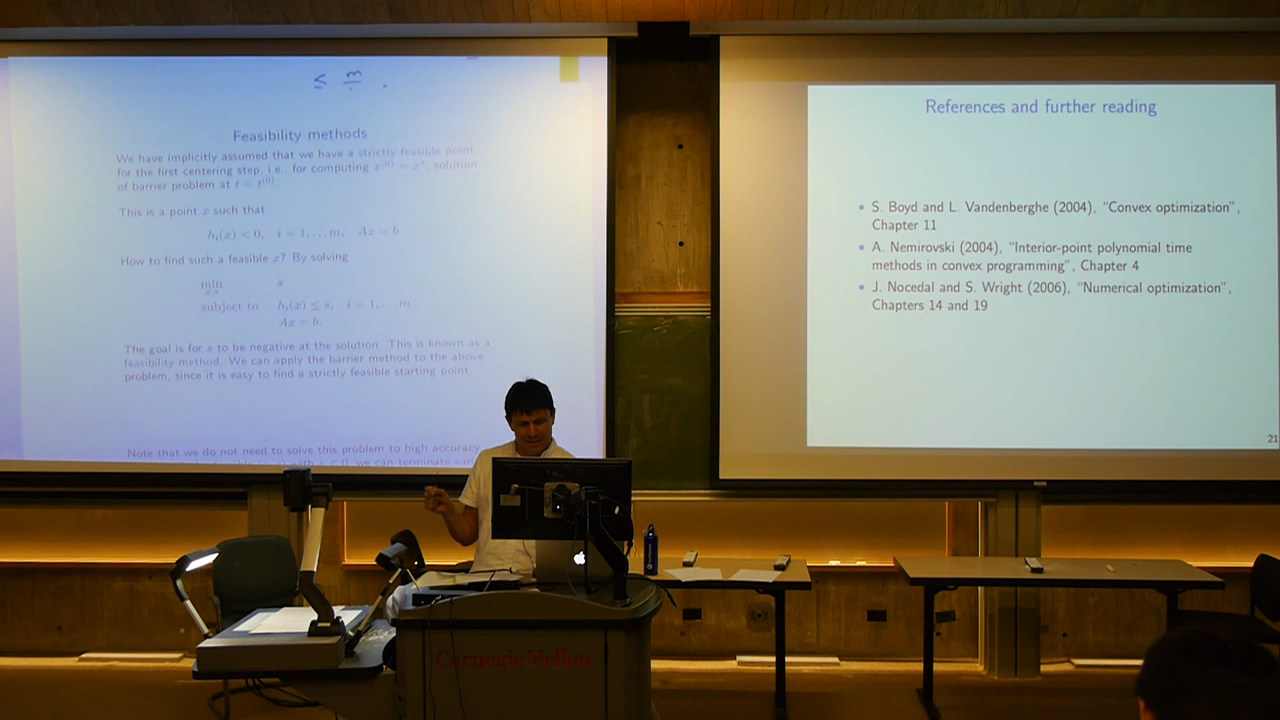 ≤ m
Feasibility methods
We have implicitly assumed that we have a strictly feasible point
for the first centering step, i.e., for computing x^(0) = x*, solution
of barrier problem at t = t^(0).
This is a point x such that
h_i(x) < 0, i = 1, . . . m, Ax = b
How to find such a feasible x? By solving
min s
x,s
subject to h_i(x) ≤ s, i = 1, . . . m
Ax = b.
The goal is for s to be negative at the solution. This is known as a
feasibility method. We can apply the barrier method to the above
problem, since it is easy to find a strictly feasible starting point
Note that we do not need to solve this problem to high accuracy.
with s < 0, we can terminate early
References and further reading
• S. Boyd and L. Vandenberghe (2004), “Convex optimization”,
Chapter 11
• A. Nemirovski (2004), “Interior-point polynomial time
methods in convex programming”, Chapter 4
• J. Nocedal and S. Wright (2006), “Numerical optimization”,
Chapters 14 and 19
21
Carnegie Mellon